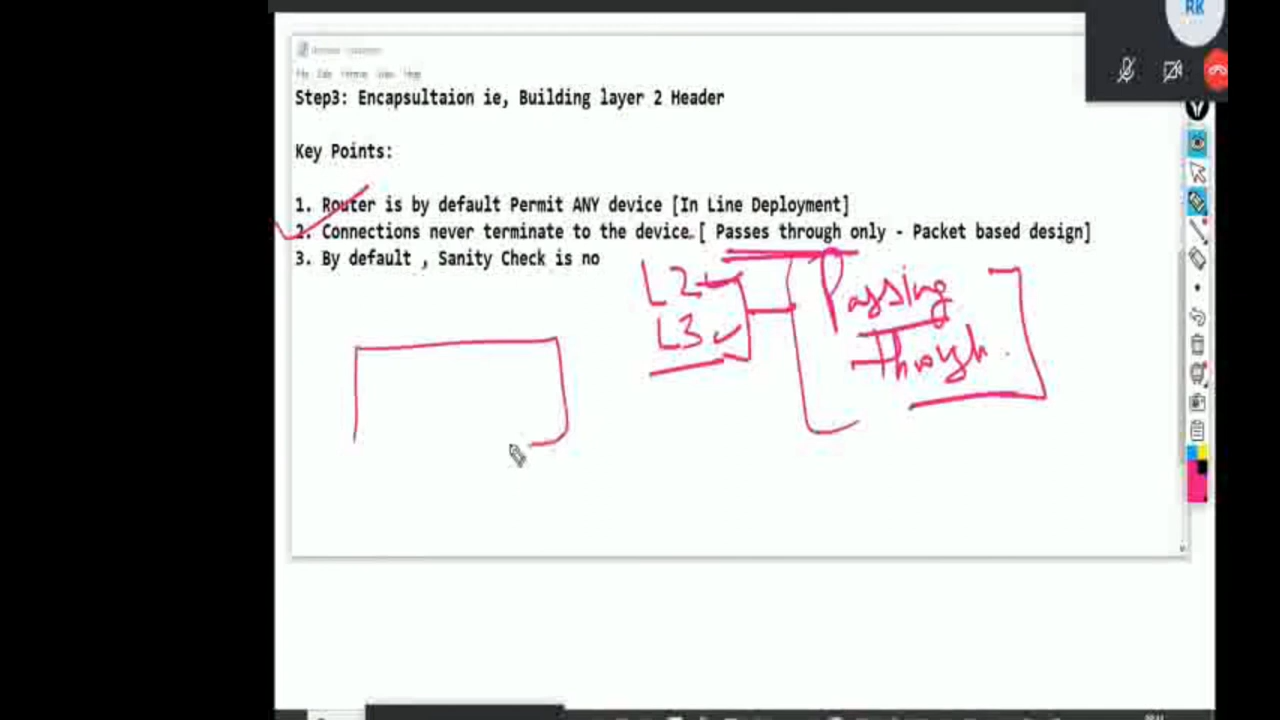 RK
Step3: Encapsultaion ie, Building layer 2 Header
Key Points:
1. Router is by default Permit ANY device [In Line Deployment]
2. Connections never terminate to the device. [ Passes through only - Packet based design]
3. By default , Sanity Check is no
L2
L3
Passing
Through